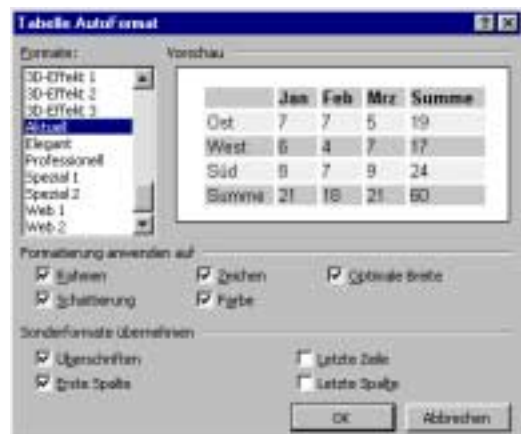 Tabelle AutoFormat
Formate:
Vorschau
3D-Effekt 1
3D-Effekt 2
3D-Effekt 3
Aktuell
Elegant
Professionell
Spezial 1
Spezial 2
Web 1
Web 2
Jan Feb Mrz Summe
Ost 7 7 5 19
West 6 4 7 17
Süd 8 7 9 24
Summe 21 18 21 60
Formatierung anwenden auf
Rahmen Zeichen Optimale Breite
Schattierung Farbe
Sonderformate übernehmen
Überschriften Letzte Zeile
Erste Spalte Letzte Spalte
OK Abbrechen